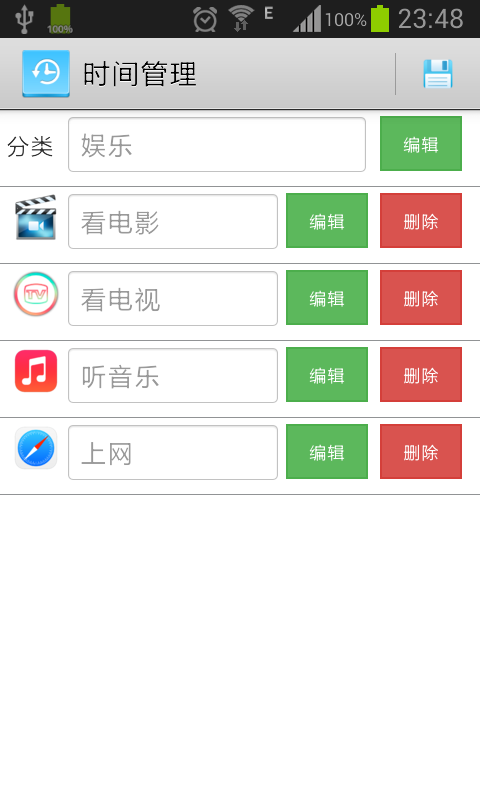 100% E 100% 23:48
时间管理
分类 娱乐 编辑
看电影 编辑 删除
TV 看电视 编辑 删除
听音乐 编辑 删除
上网 编辑 删除